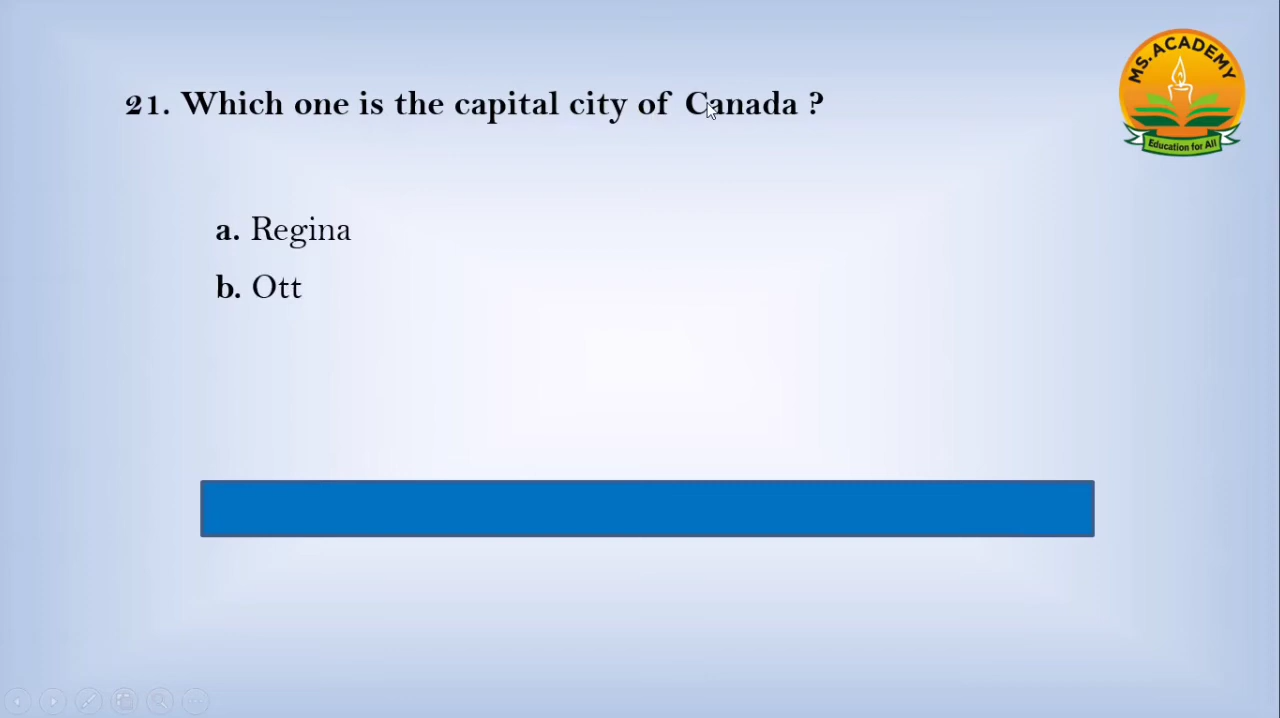 21. Which one is the capital city of Canada ?
MS. ACADEMY
Education for All
a. Regina
b. Ott